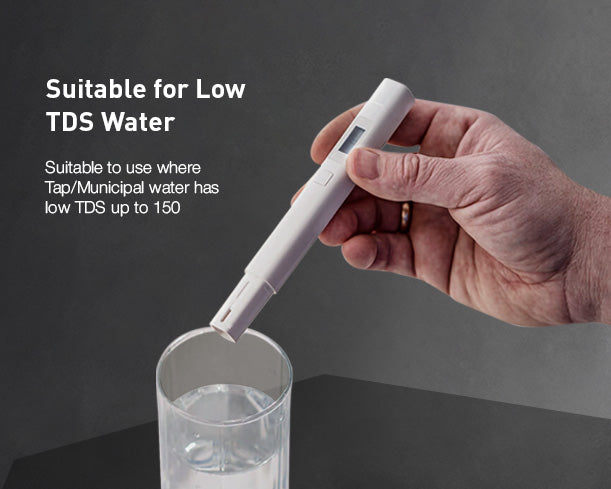 Suitable for Low
TDS Water
Suitable to use where
Tap/Municipal water has
low TDS up to 150